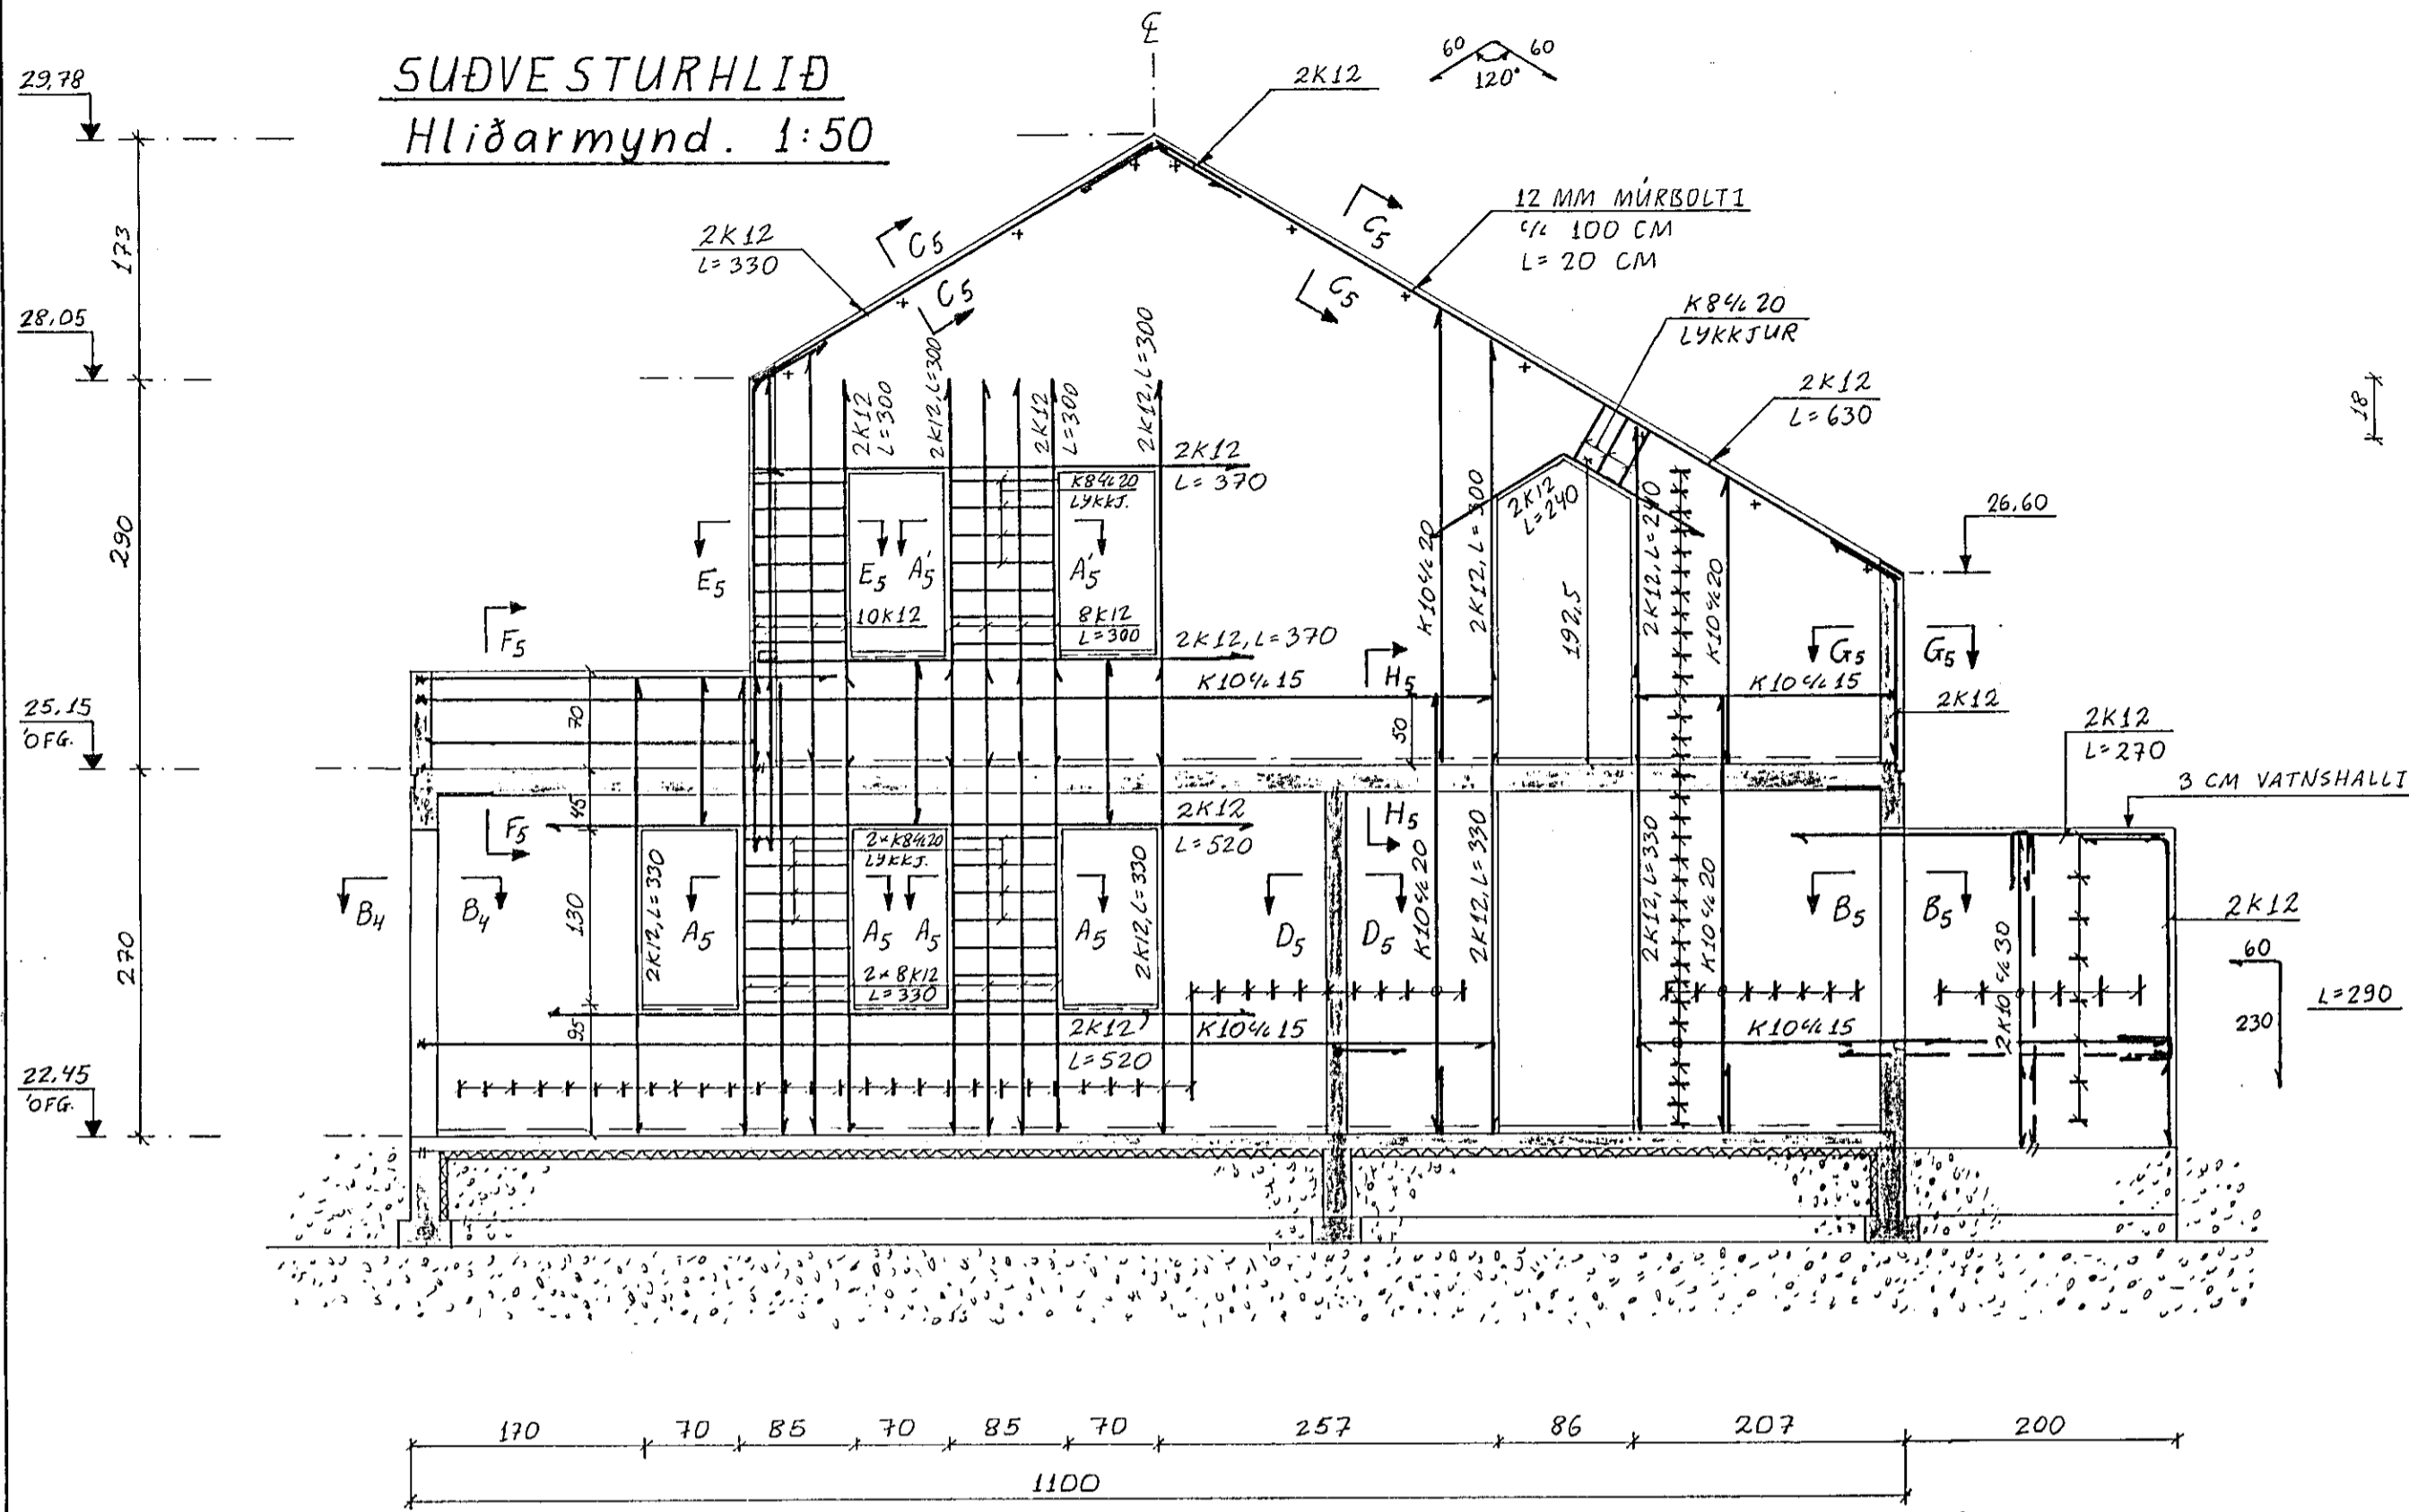 SUÐVESTURHLIÐ
Hliðarmynd. 1:50
29,78
173
28,05
290
25.15
ÓFG.
270
22.45
ÓFG.
℄
60 60
120°
2K12
2K12
L=330
C5
C5
C5
C5
12 MM MÚRBOLTI
c/c 100 CM
L= 20 CM
K8 c/c 20
LYKKJUR
2K12
L=630
18
26,60
2K12
L=300
2K12, L=300
2K12
L=300
2K12, L=300
2K12
L=370
K8 c/c 20
LYKKJ.
E5
E5
A'5
A'5
10K12
8K12
L=300
2K12, L=370
K10 c/c 15
K10 c/c 20
2K12, L=300
2K12
L=240
192,5
2K12, L=240
K10 c/c 20
G5
G5
K10 c/c 15
2K12
F5
H5
70
50
2K12
L=270
3 CM VATNSHALLI
45
F5
2K12
L=520
H5
2×K8 c/c 20
LYKKJ.
B4
B4
130
2K12, L=330
A5
A5
A5
A5
2K12, L=330
D5
D5
K10 c/c 20
2K12, L=330
2K12, L=330
K10 c/c 20
B5
B5
2K10 c/c 30
2K12
60
230
L=290
2×8K12
L=330
95
2K12
L=520
K10 c/c 15
K10 c/c 15
170 70 85 70 85 70 257 86 207 200
1100